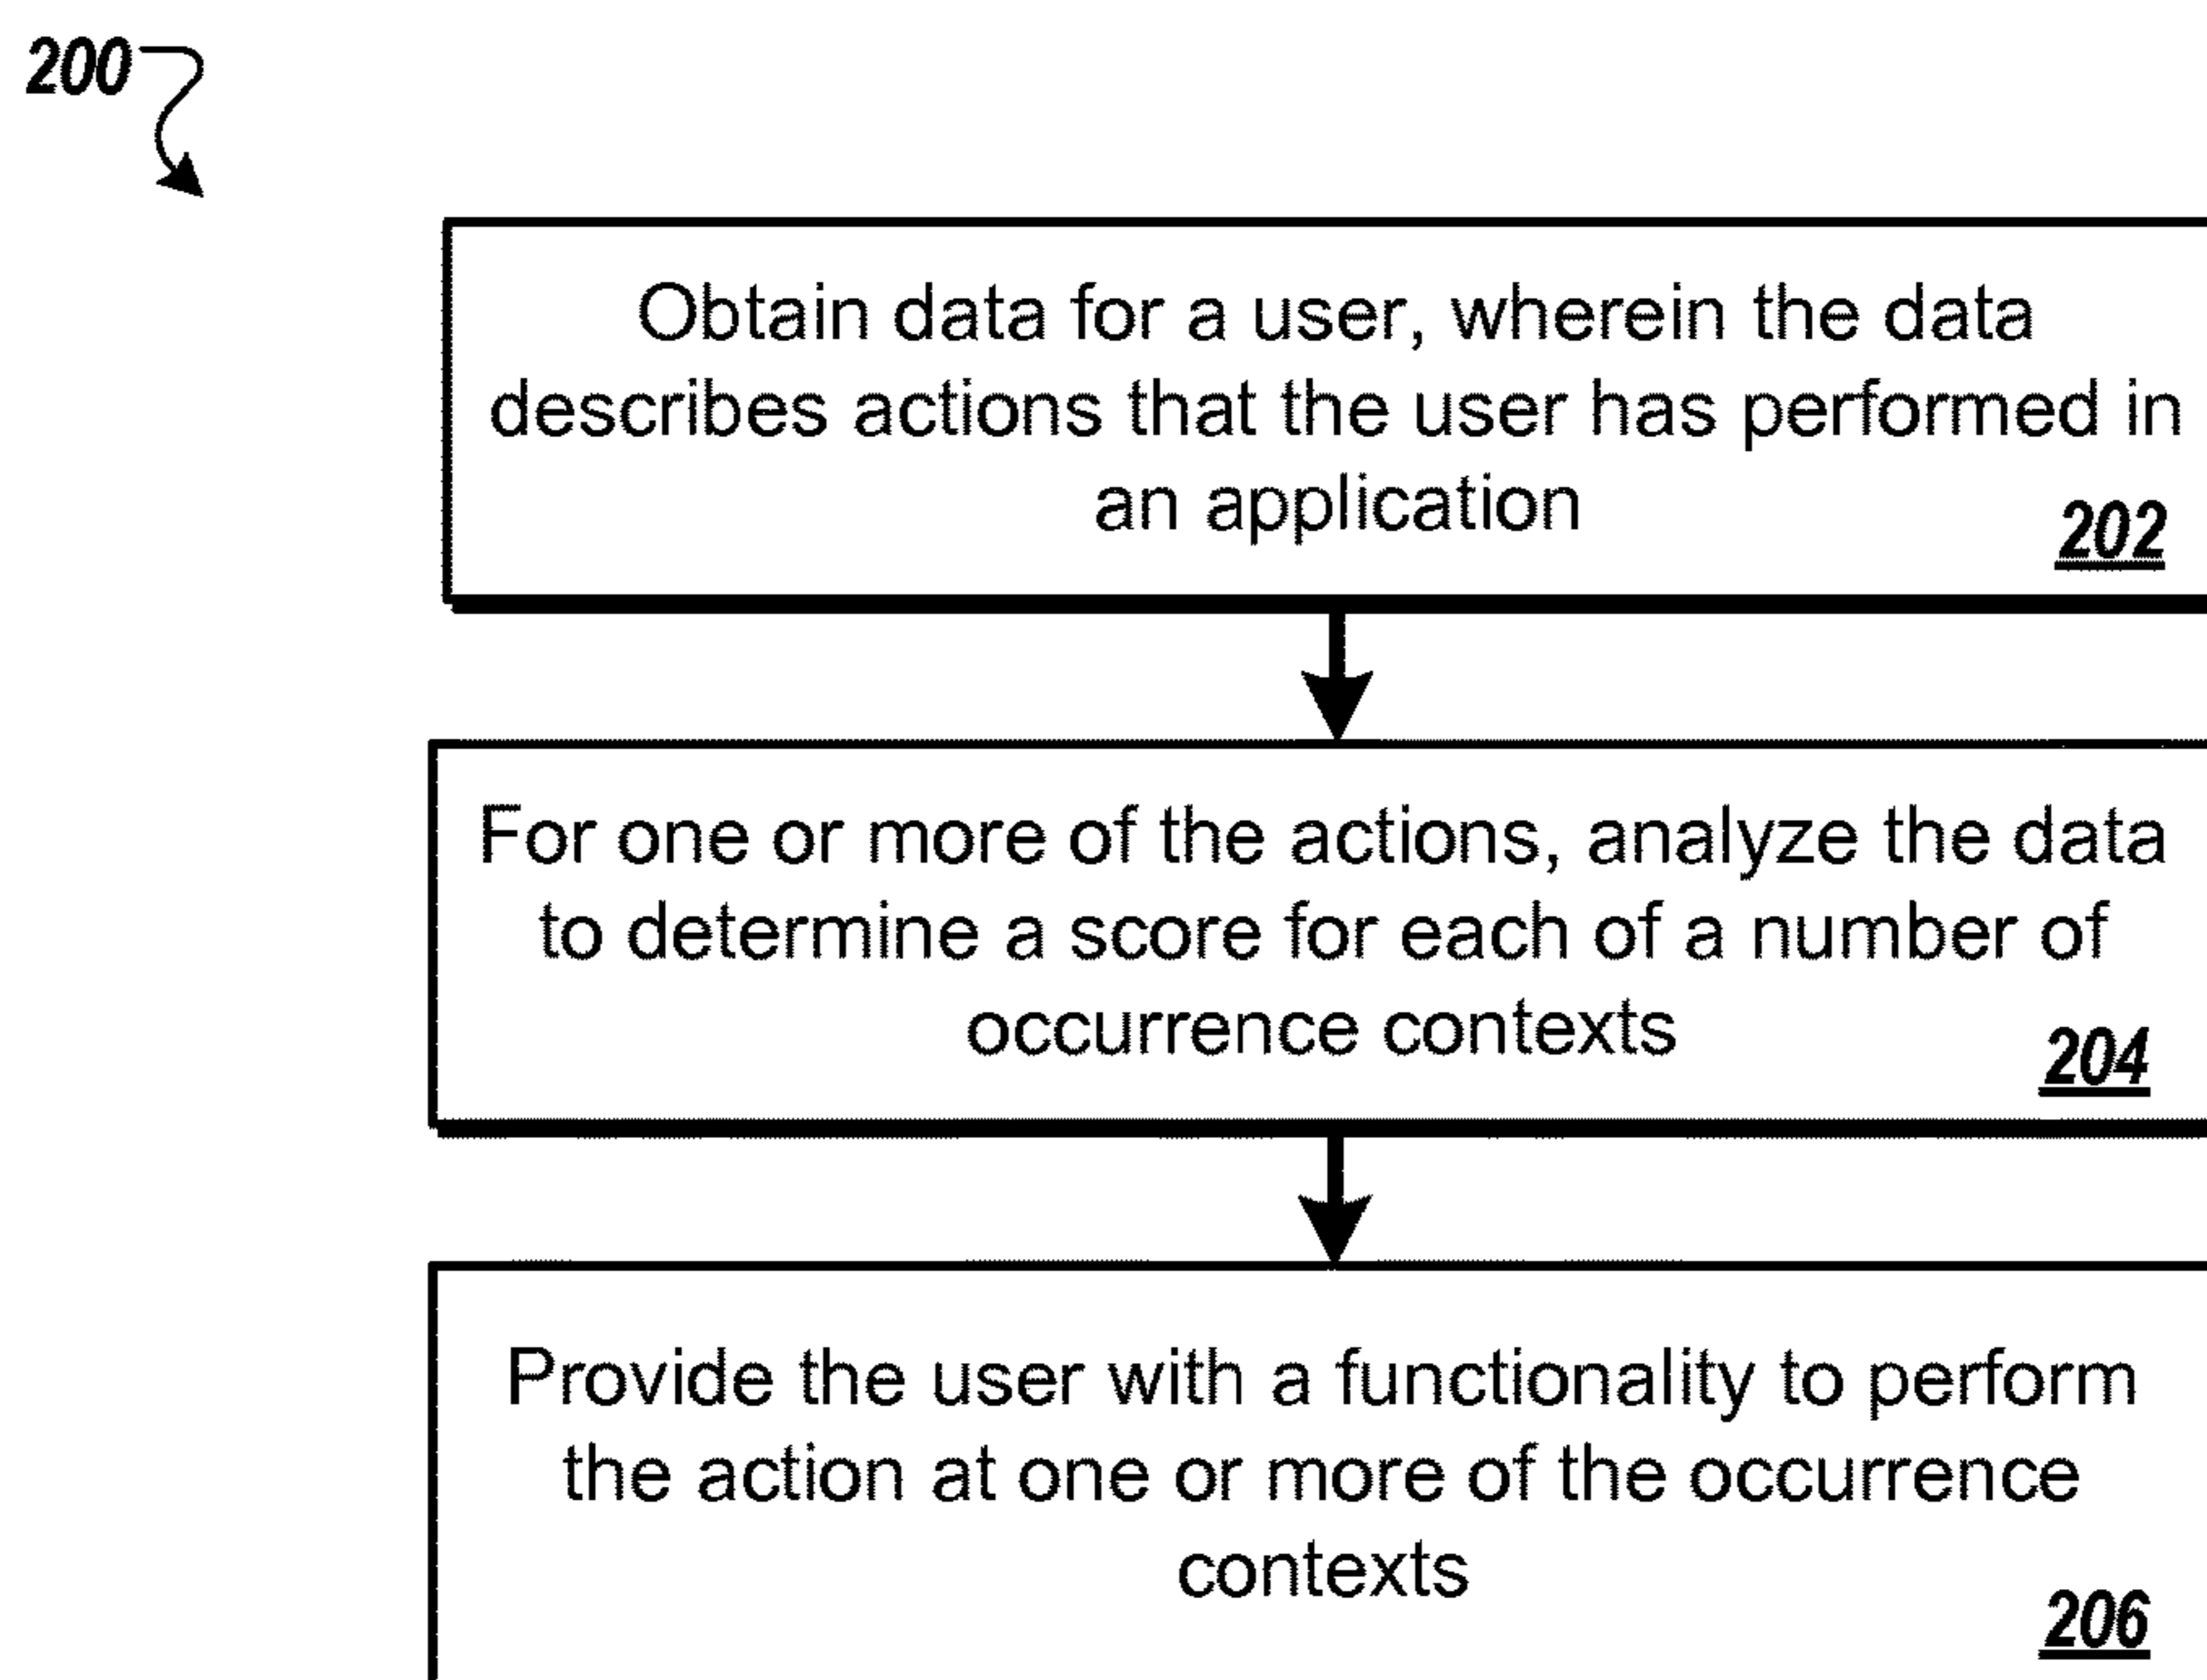 200
Obtain data for a user, wherein the data
describes actions that the user has performed in
an application
202
For one or more of the actions, analyze the data
to determine a score for each of a number of
occurrence contexts
204
Provide the user with a functionality to perform
the action at one or more of the occurrence
contexts
206